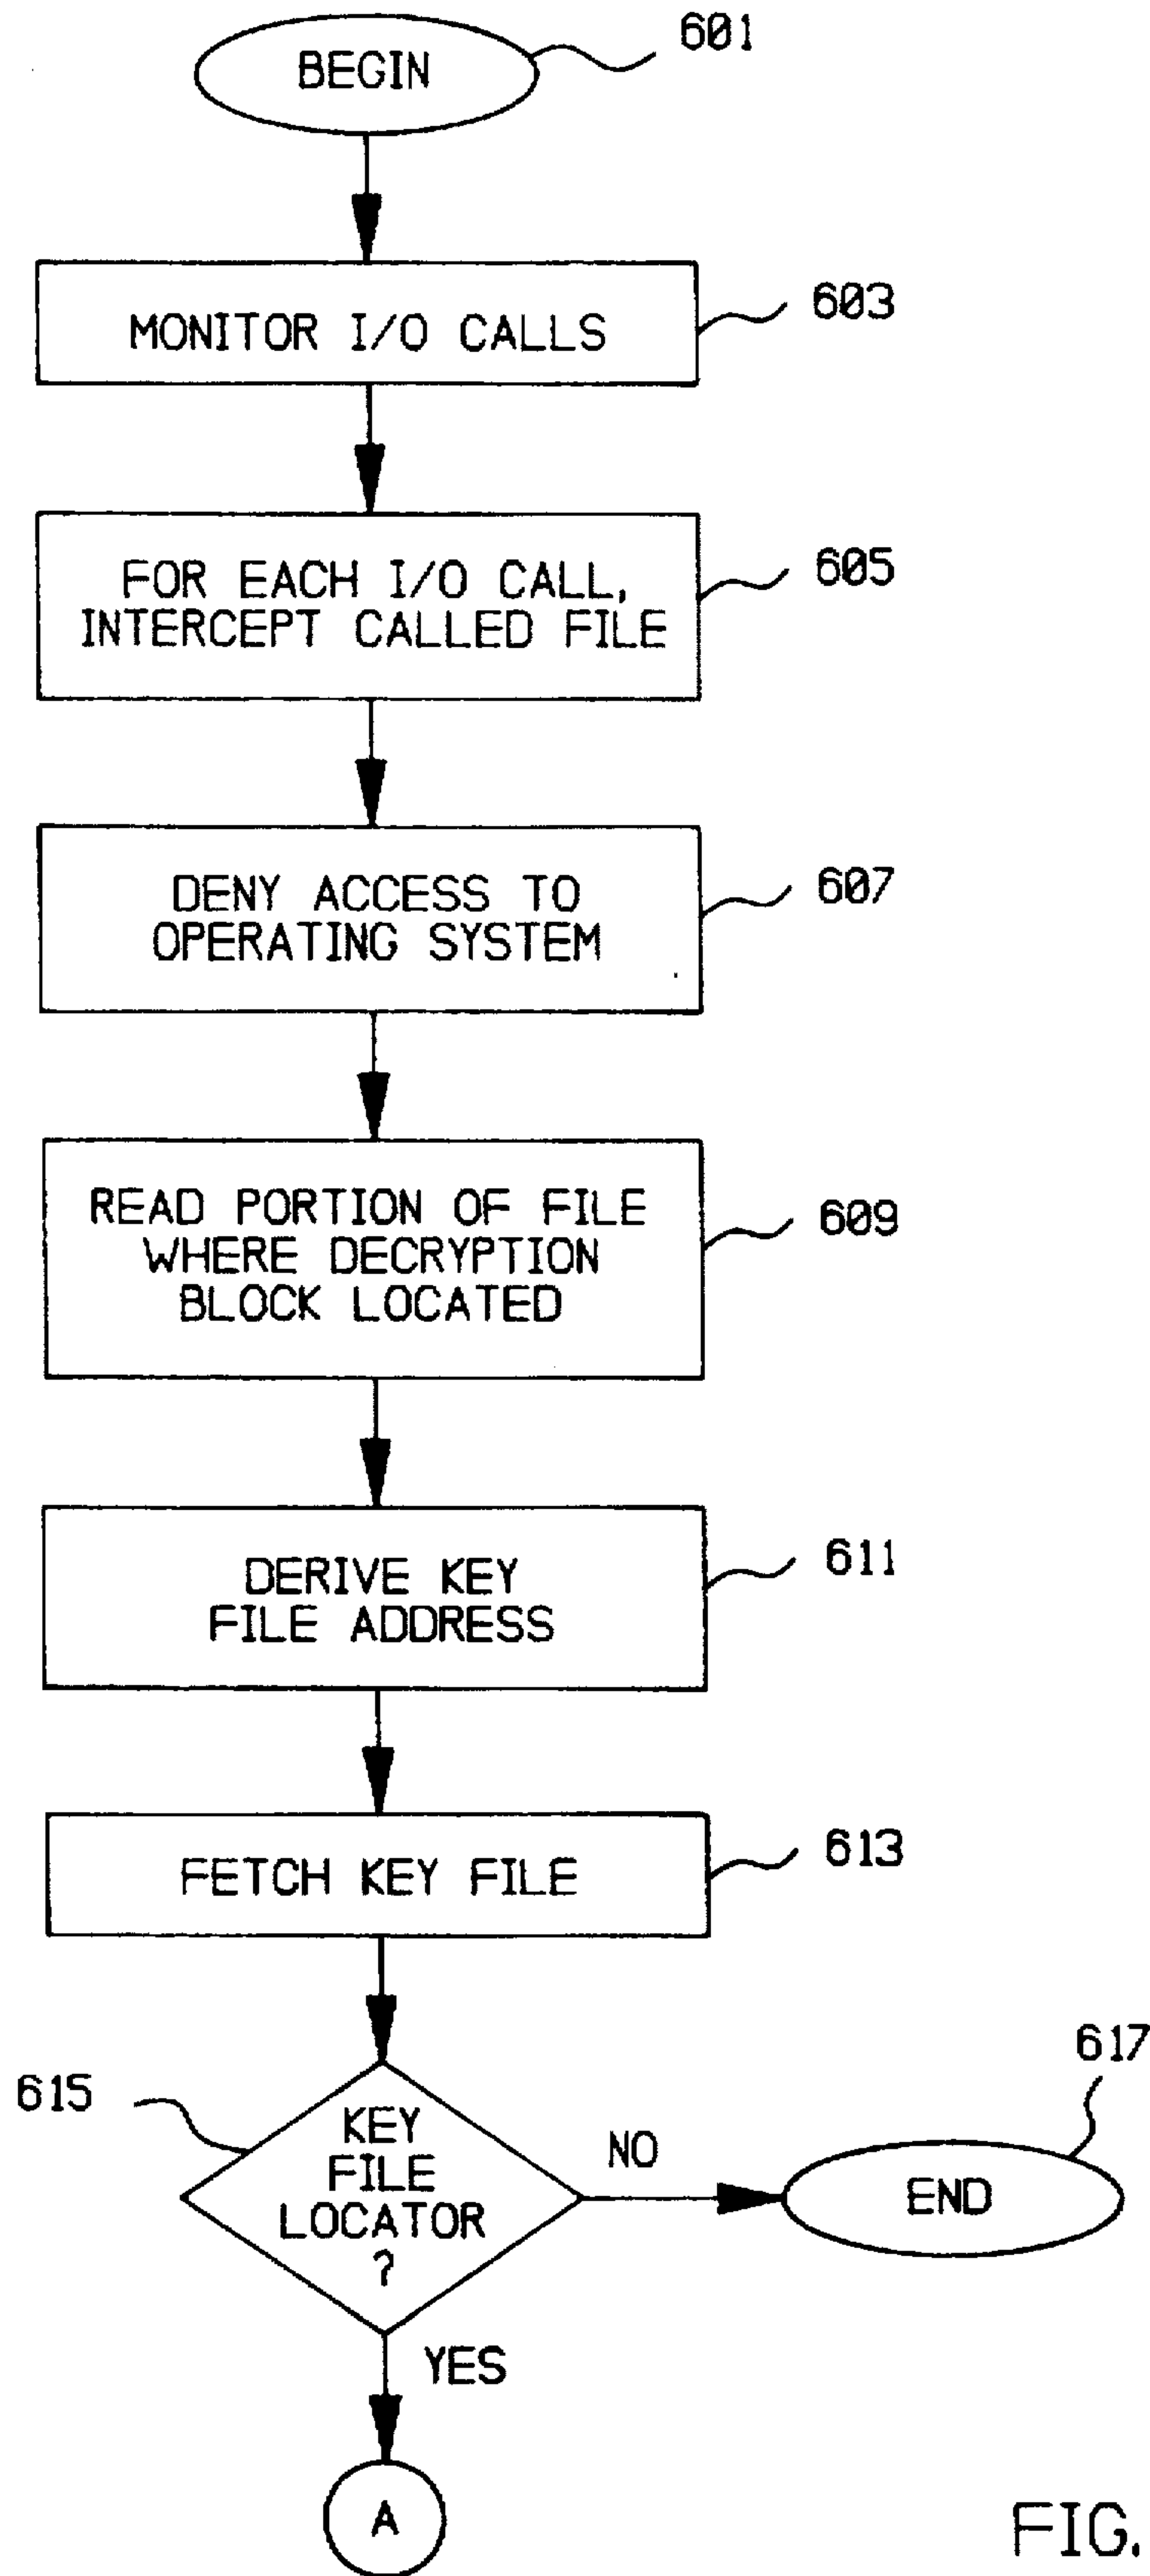 BEGIN
601
MONITOR I/O CALLS
603
FOR EACH I/O CALL,
INTERCEPT CALLED FILE
605
DENY ACCESS TO
OPERATING SYSTEM
607
READ PORTION OF FILE
WHERE DECRYPTION
BLOCK LOCATED
609
DERIVE KEY
FILE ADDRESS
611
FETCH KEY FILE
613
615
KEY
FILE
LOCATOR
?
NO
617
END
YES
A
FIG.